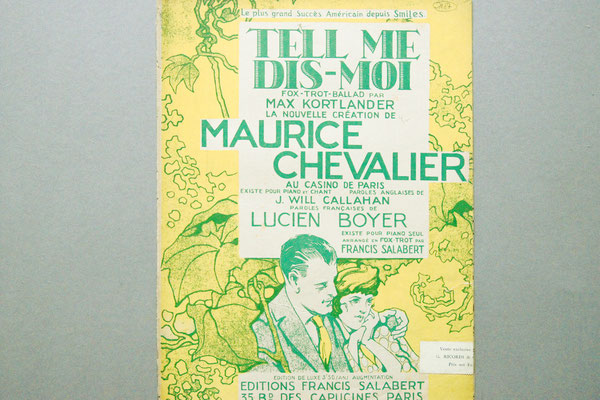 Le plus grand Succès Américain depuis Smiles.
TELL ME
DIS-MOI
FOX-TROT-BALLAD PAR
MAX KORTLANDER
LA NOUVELLE CRÉATION DE
MAURICE
CHEVALIER
AU CASINO DE PARIS
EXISTE POUR PIANO ET CHANT PAROLES ANGLAISES DE
J. WILL CALLAHAN
PAROLES FRANÇAISES DE
LUCIEN BOYER
EXISTE POUR PIANO SEUL
ARRANGÉ EN FOX-TROT PAR
FRANCIS SALABERT
Vente exclusive
RICORDI &
EDITION DE LUXE SANS AUGMENTATION
EDITIONS FRANCIS SALABERT
35 BD DES CAPUCINES PARIS